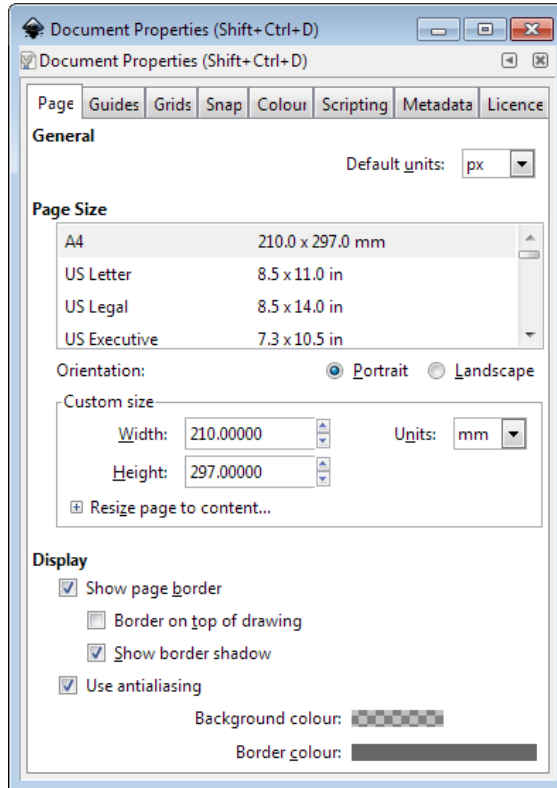 Document Properties (Shift+Ctrl+D)
Document Properties (Shift+Ctrl+D)
Page Guides Grids Snap Colour Scripting Metadata Licence
General
Default units: px
Page Size
A4 210.0 x 297.0 mm
US Letter 8.5 x 11.0 in
US Legal 8.5 x 14.0 in
US Executive 7.3 x 10.5 in
Orientation: Portrait Landscape
Custom size
Width: 210.00000 Units: mm
Height: 297.00000
Resize page to content...
Display
Show page border
Border on top of drawing
Show border shadow
Use antialiasing
Background colour:
Border colour: